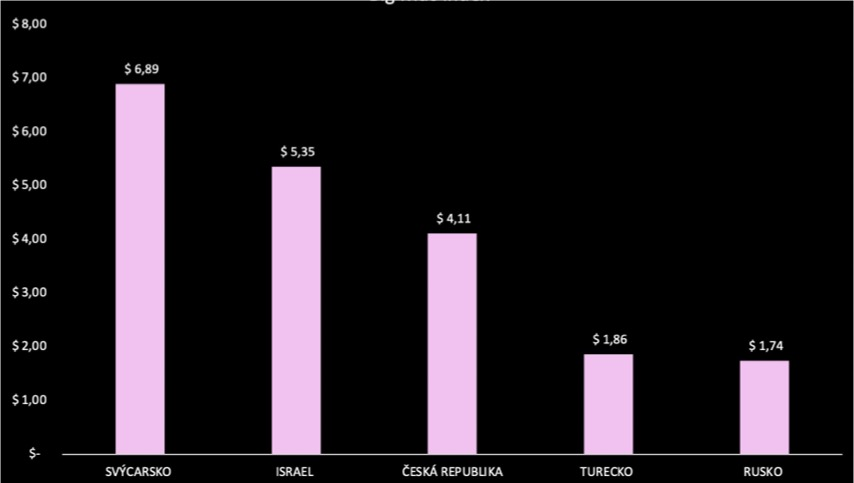 $ 8,00
$ 7,00
$ 6,00
$ 5,00
$ 4,00
$ 3,00
$ 2,00
$ 1,00
$-
$ 6,89
$ 5,35
$ 4,11
$ 1,86
$ 1,74
SVÝCARSKO
ISRAEL
ČESKÁ REPUBLIKA
TURECKO
RUSKO